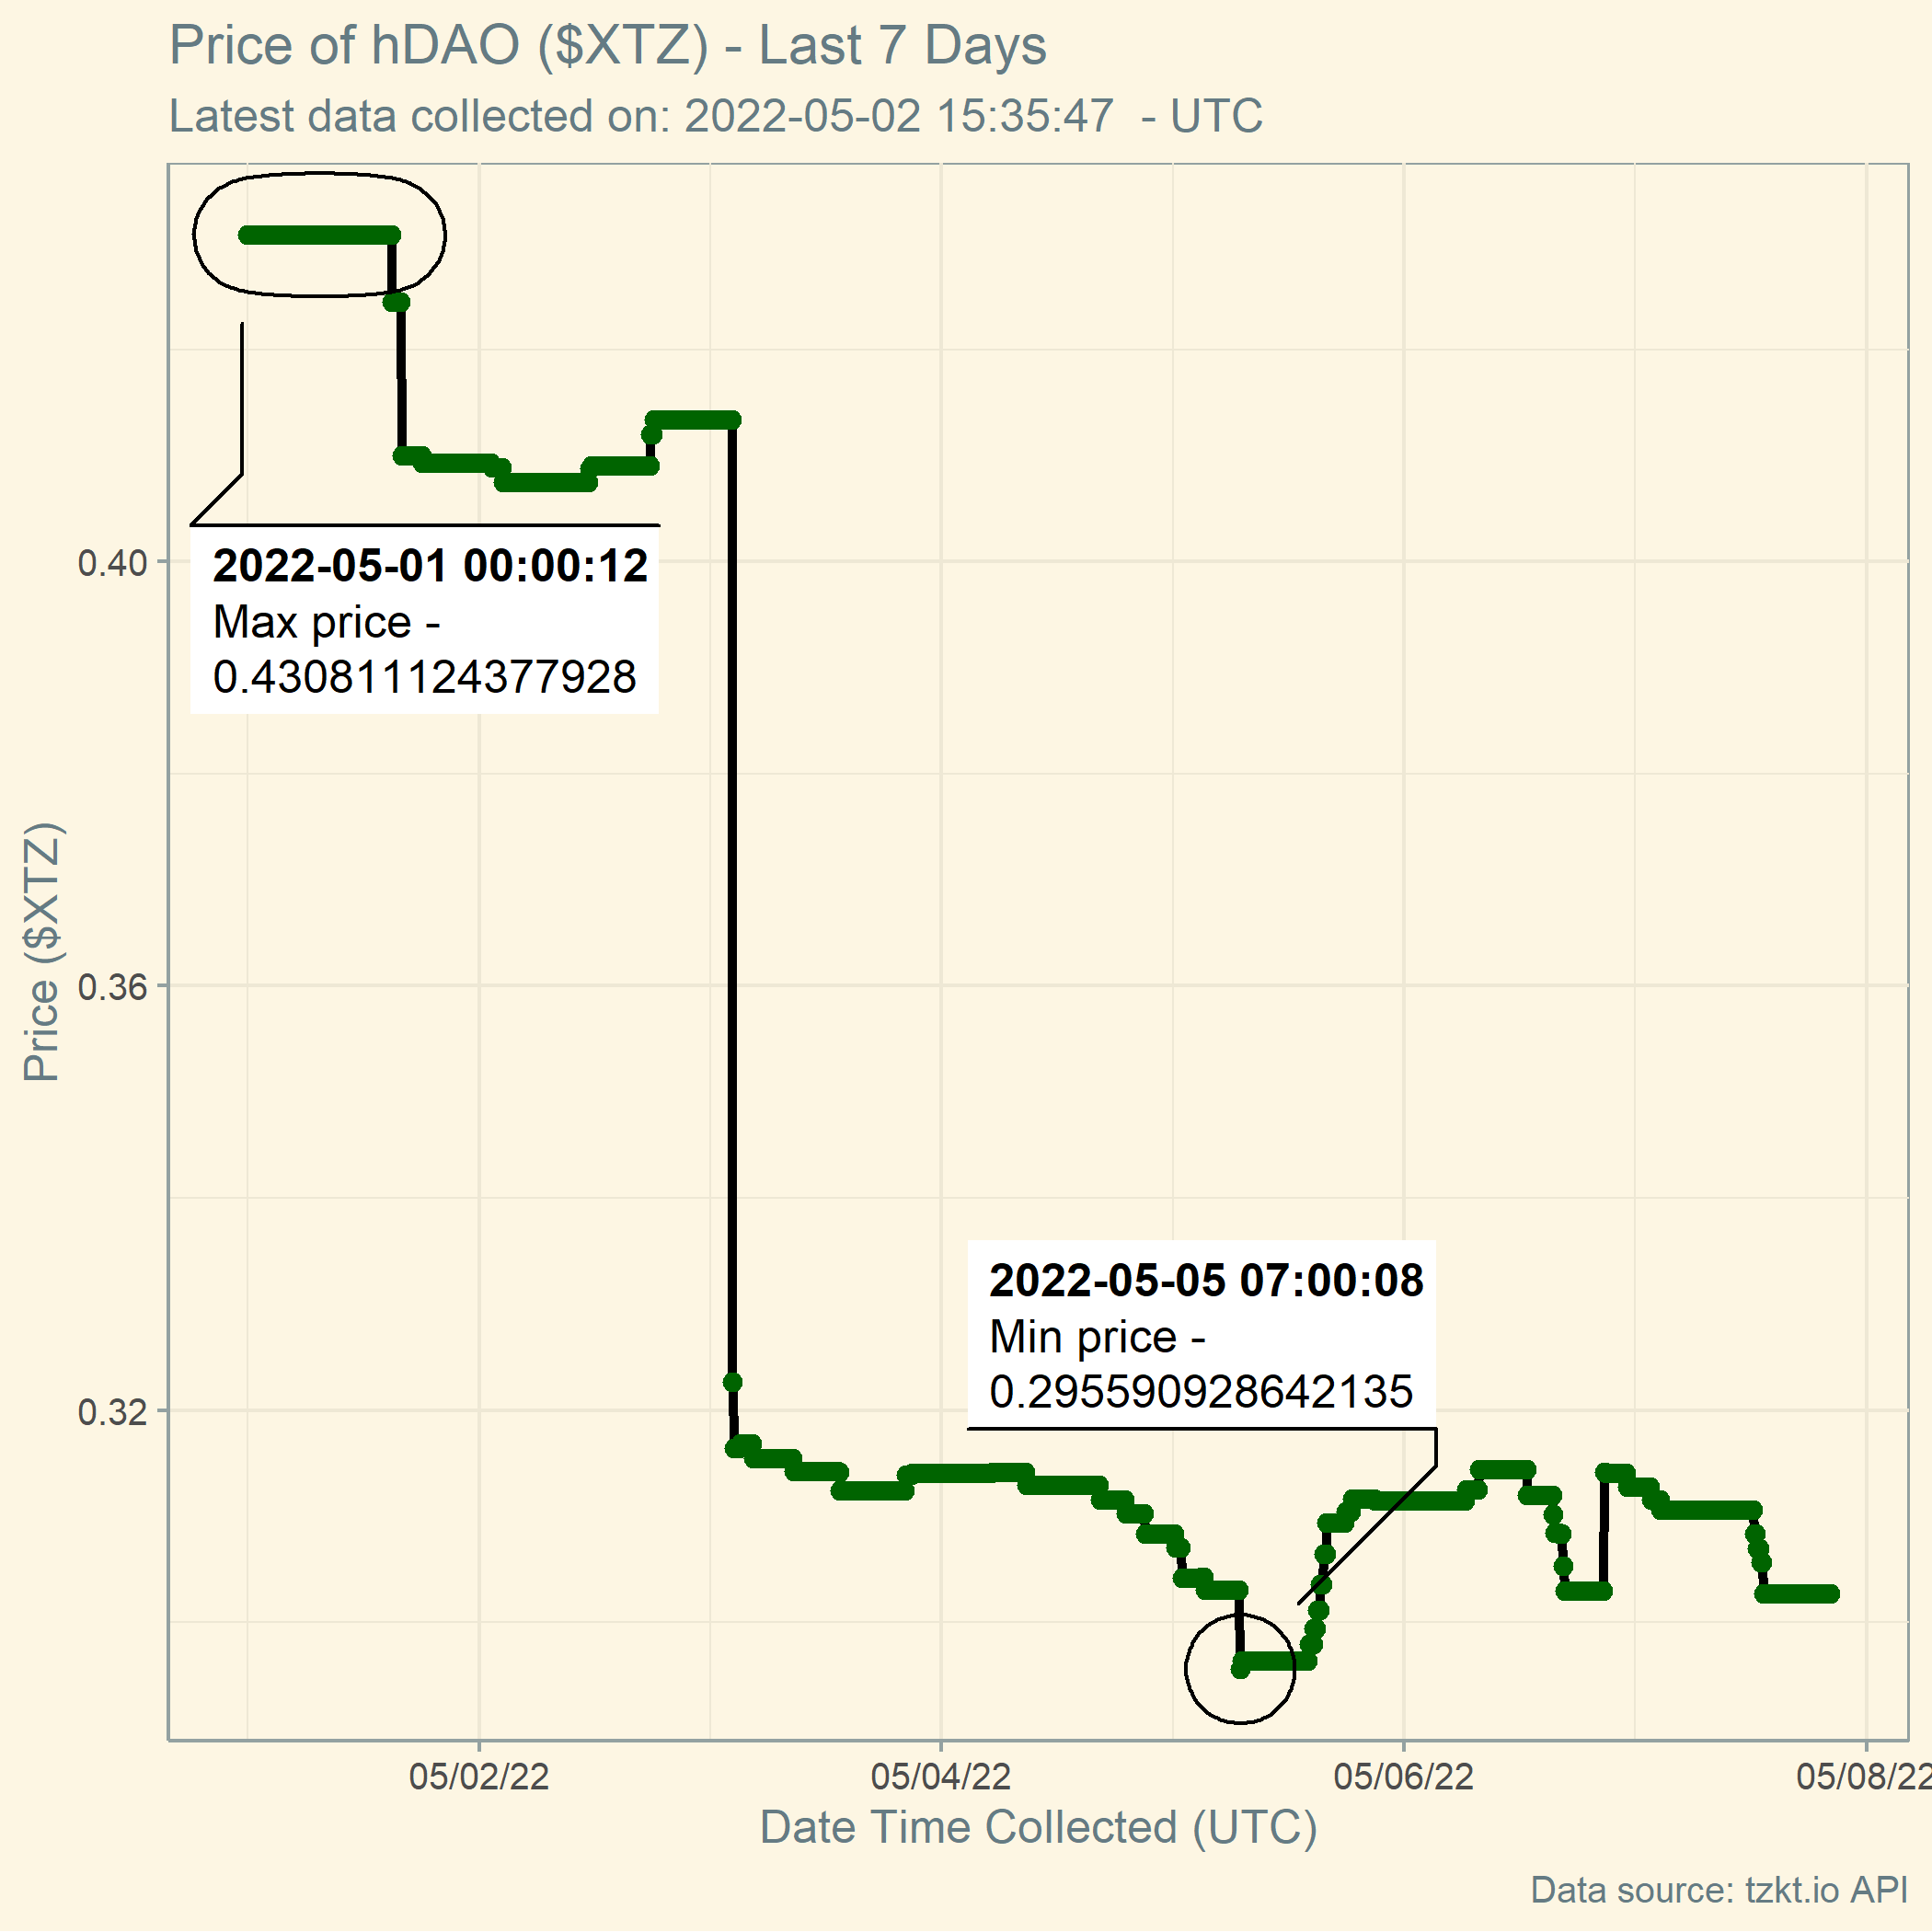 Price of hDAO ($XTZ) - Last 7 Days
Latest data collected on: 2022-05-02 15:35:47  - UTC
2022-05-01 00:00:12
Max price -
0.430811124377928
0.40
0.36
0.32
Price ($XTZ)
2022-05-05 07:00:08
Min price -
0.295590928642135
05/02/22
05/04/22
05/06/22
05/08/22
Date Time Collected (UTC)
Data source: tzkt.io API